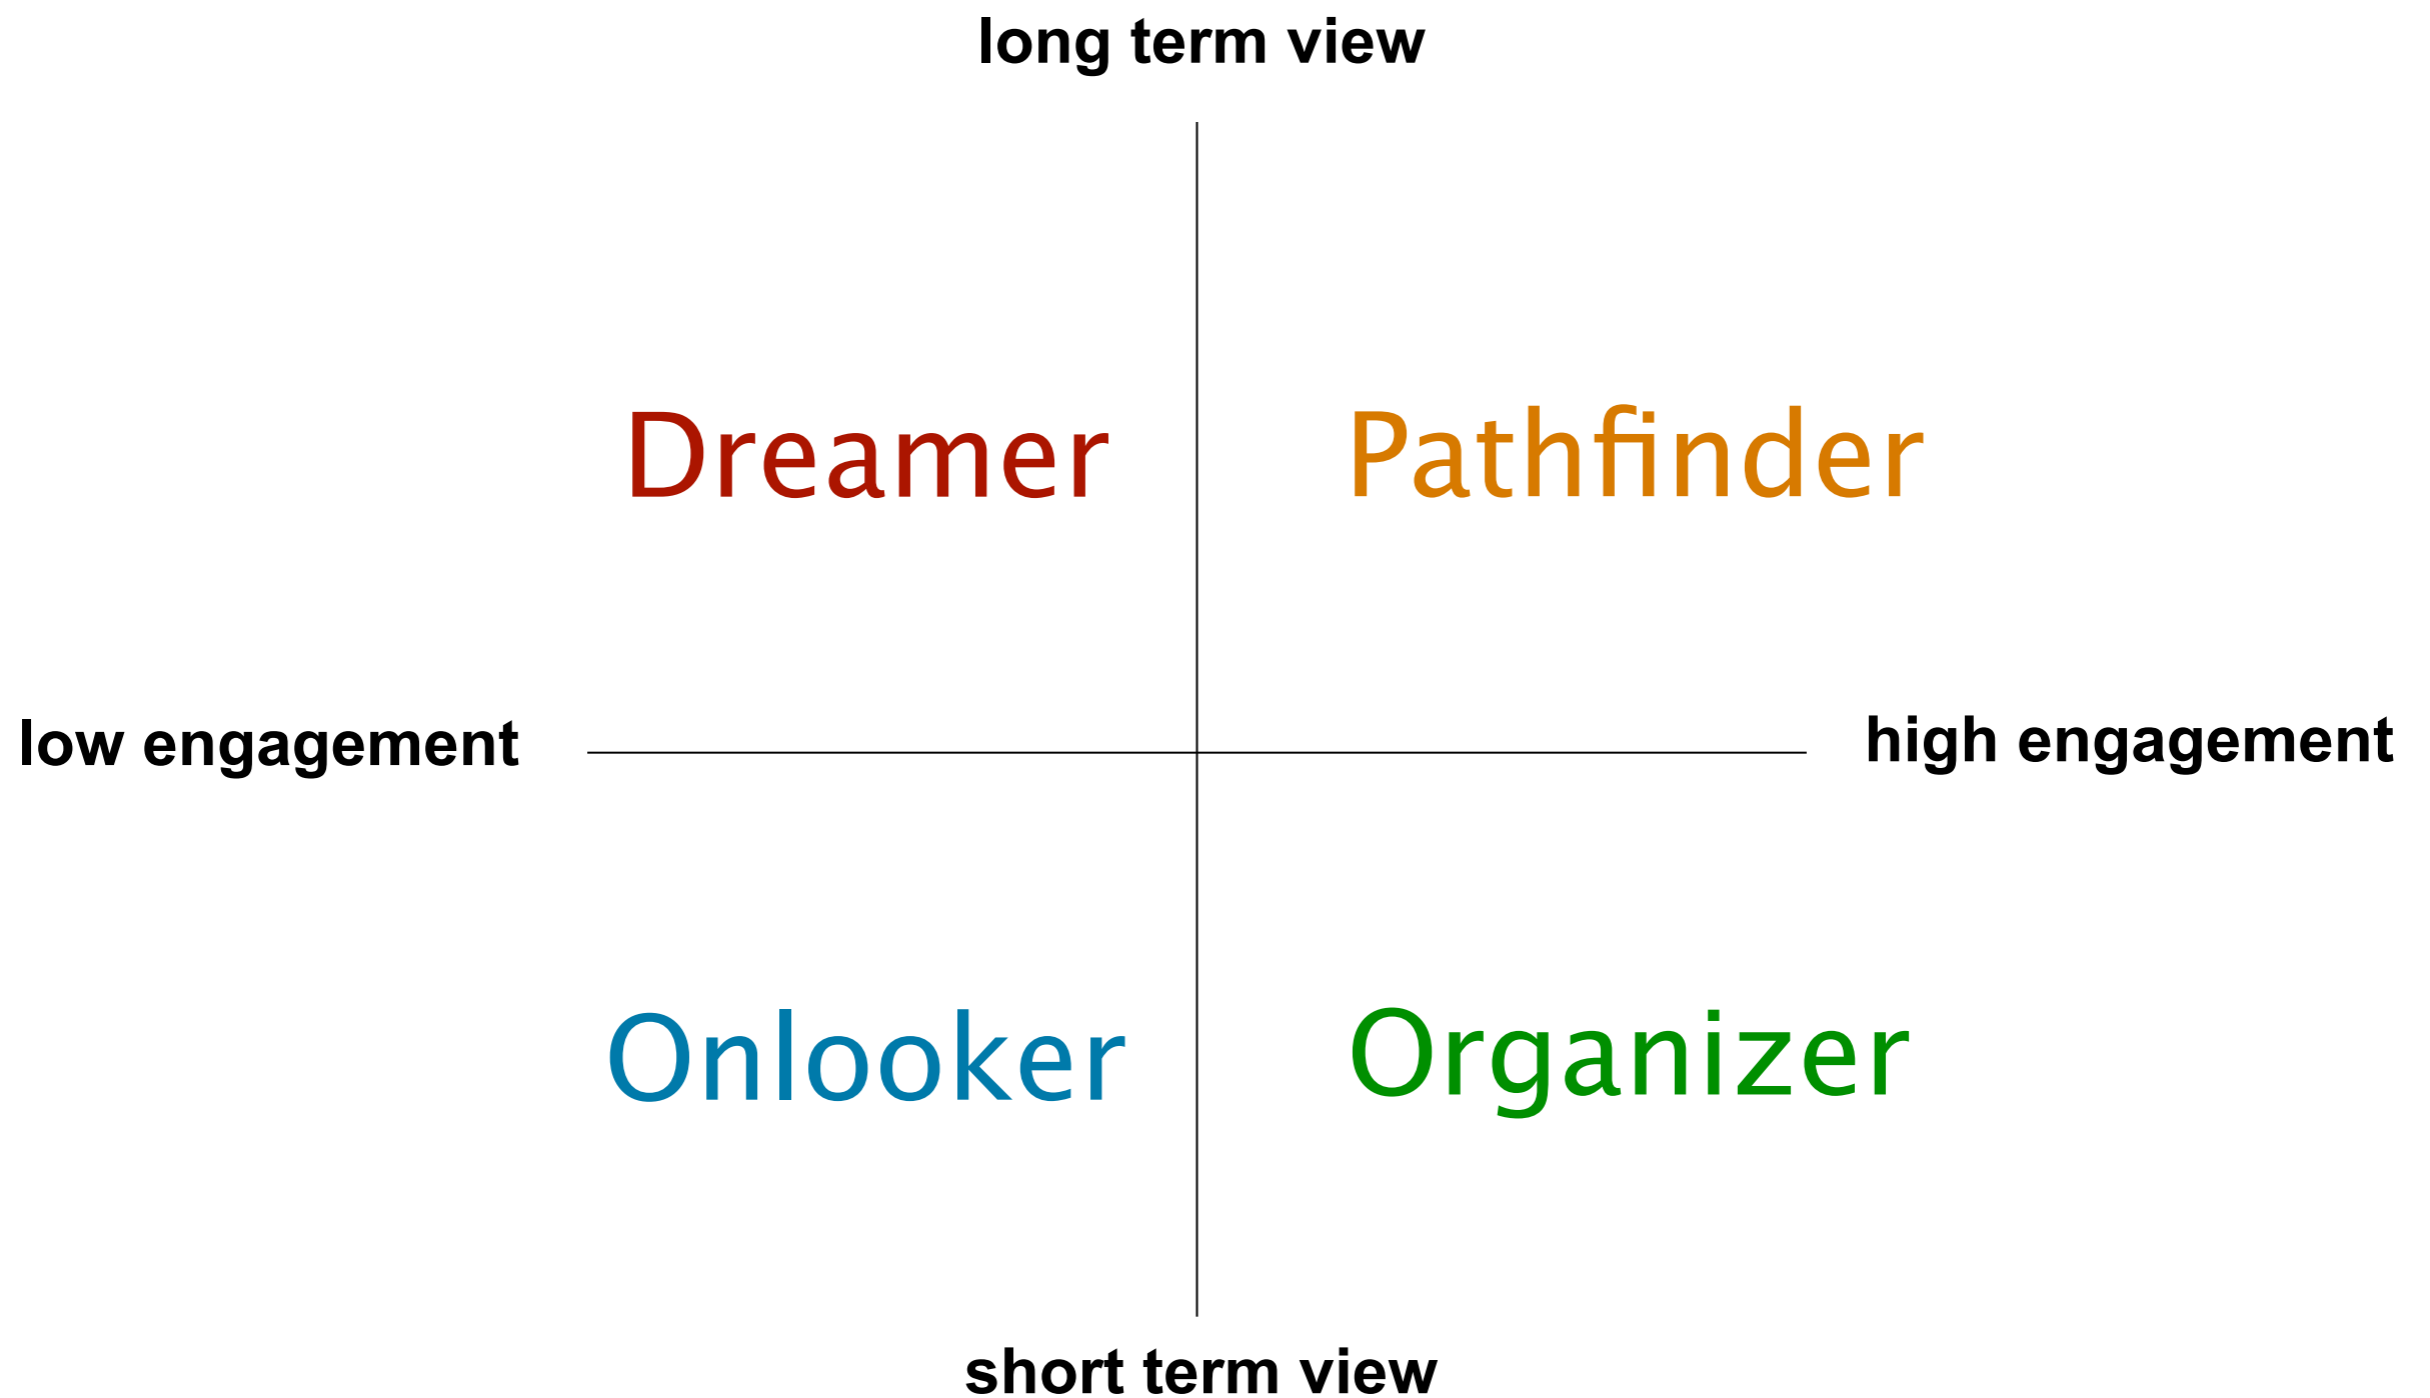 long term view
Dreamer
Pathfinder
low engagement
high engagement
Onlooker
Organizer
short term view